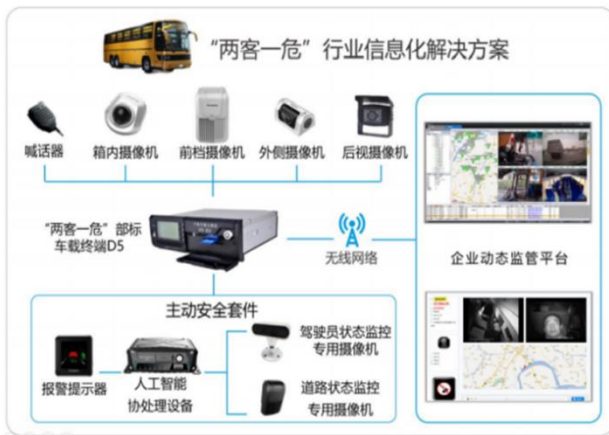 “两客一危”行业信息化解决方案
喊话器
箱内摄像机
前档摄像机
外侧摄像机
后视摄像机
“两客一危”部标
车载终端D5
无线网络
企业动态监管平台
主动安全套件
报警提示器
人工智能
协处理设备
驾驶员状态监控
专用摄像机
道路状态监控
专用摄像机